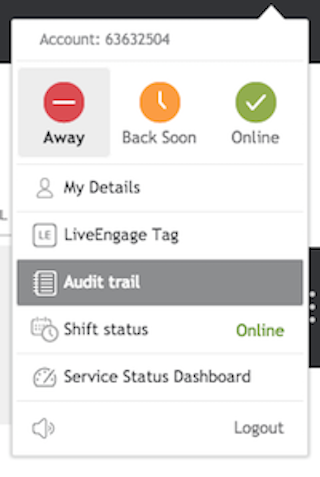 Account: 63632504
Away Back Soon Online
My Details
LE LiveEngage Tag
L
Audit trail
Shift status Online
Service Status Dashboard
Logout